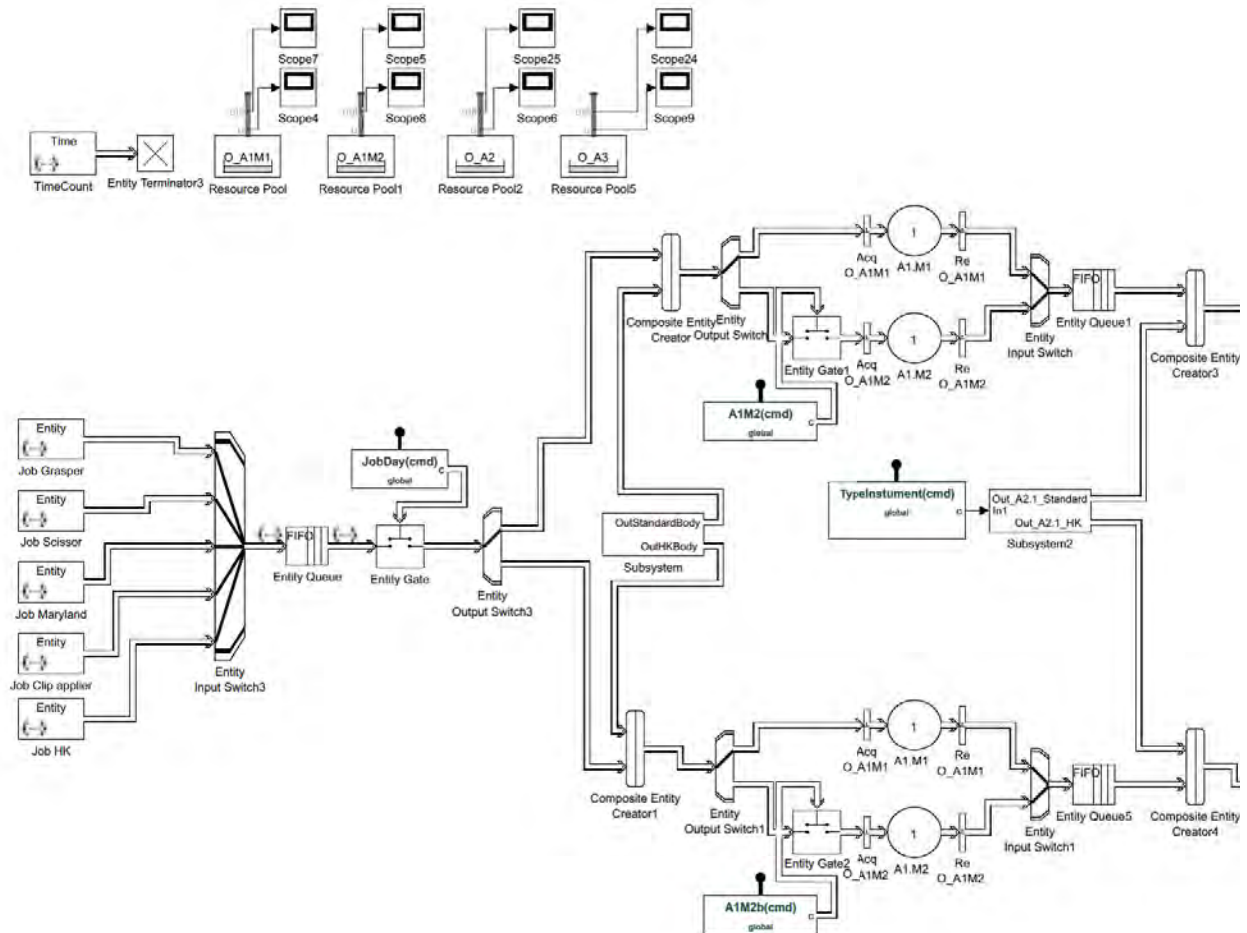 Scope7
Scope5
Scope25
Scope24
Scope4
Scope8
Scope6
Scope9
Time
TimeCount
Entity Terminator3
O_A1M1
Resource Pool
O_A1M2
Resource Pool1
O_A2
Resource Pool2
O_A3
Resource Pool5
Composite Entity
Creator
Entity
Output Switch
Acq
O_A1M1
1
A1.M1
Re
O_A1M1
Entity Gate1
Acq
O_A1M2
1
A1.M2
Re
O_A1M2
Entity
Input Switch
FIFO
Entity Queue1
Composite Entity
Creator3
A1M2(cmd)
global
C
Entity
Job Grasper
Entity
Job Scissor
Entity
Job Maryland
Entity
Job Clip applier
Entity
Job HK
Entity
Input Switch3
FIFO
Entity Queue
JobDay(cmd)
global
C
Entity Gate
Entity
Output Switch3
OutStandardBody
OutHKBody
Subsystem
TypeInstument(cmd)
global
C
Out_A2.1_Standard
In1
Out_A2.1_HK
Subsystem2
Composite Entity
Creator1
Entity
Output Switch1
Acq
O_A1M1
1
A1.M1
Re
O_A1M1
Entity Gate2
Acq
O_A1M2
1
A1.M2
Re
O_A1M2
Entity
Input Switch1
FIFO
Entity Queue5
Composite Entity
Creator4
A1M2b(cmd)
global
C